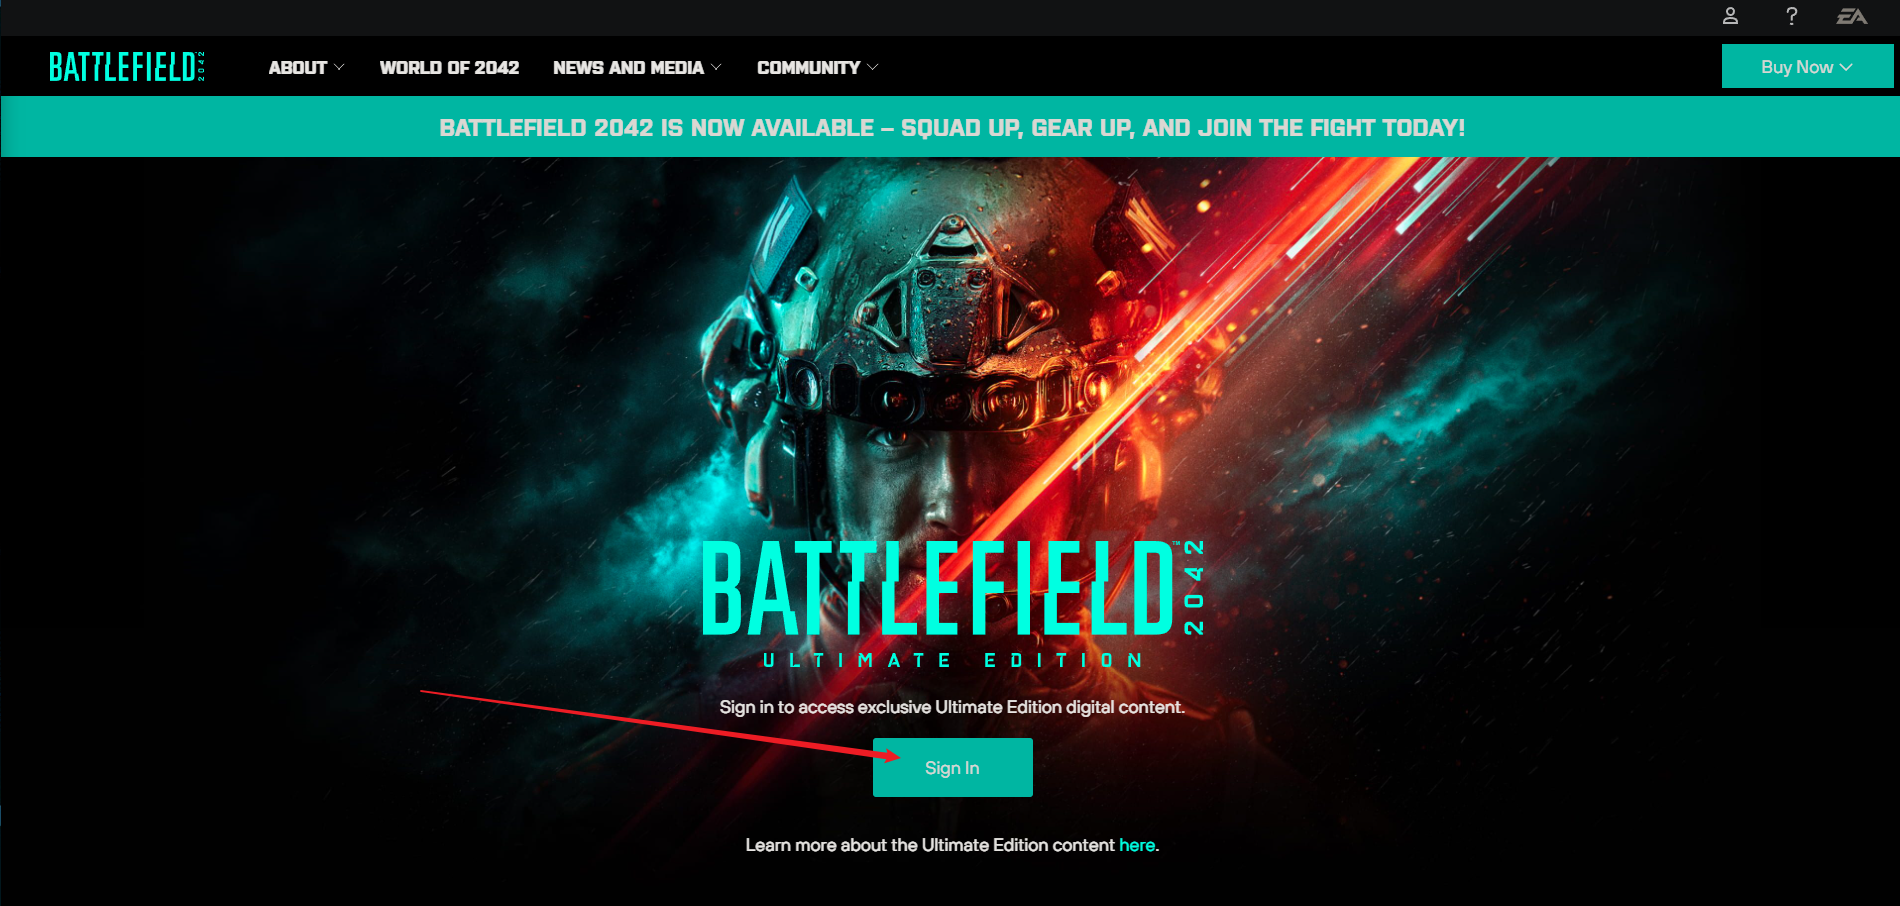 EA
BATTLEFIELD 2042
ABOUT
WORLD OF 2042
NEWS AND MEDIA
COMMUNITY
Buy Now
BATTLEFIELD 2042 IS NOW AVAILABLE – SQUAD UP, GEAR UP, AND JOIN THE FIGHT TODAY!
BATTLEFIELD™ 2042
ULTIMATE EDITION
Sign in to access exclusive Ultimate Edition digital content.
Sign In
Learn more about the Ultimate Edition content here.